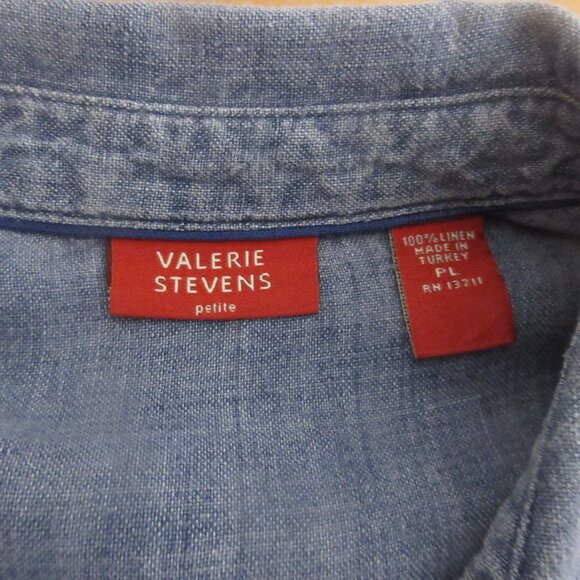 VALERIE
STEVENS
petite
100% LINEN
MADE IN
TURKEY
PL
RN 13711